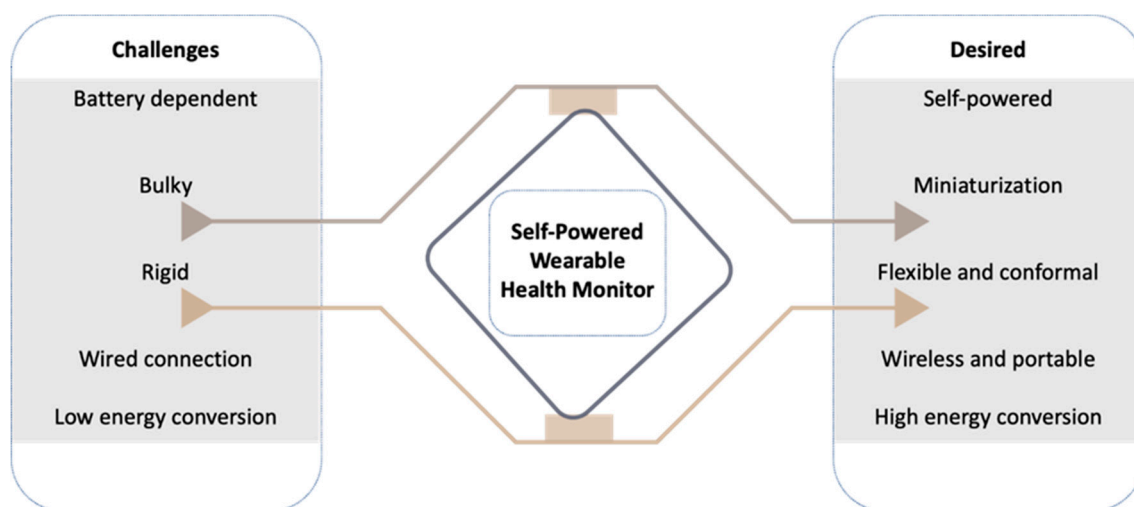 Challenges
Battery dependent
Bulky
Rigid
Wired connection
Low energy conversion
Self-Powered
Wearable
Health Monitor
Desired
Self-powered
Miniaturization
Flexible and conformal
Wireless and portable
High energy conversion